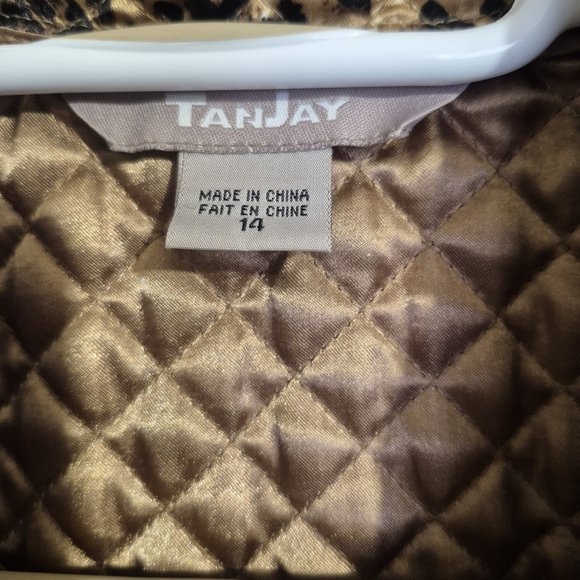 TANJAY
MADE IN CHINA
FAIT EN CHINE
14